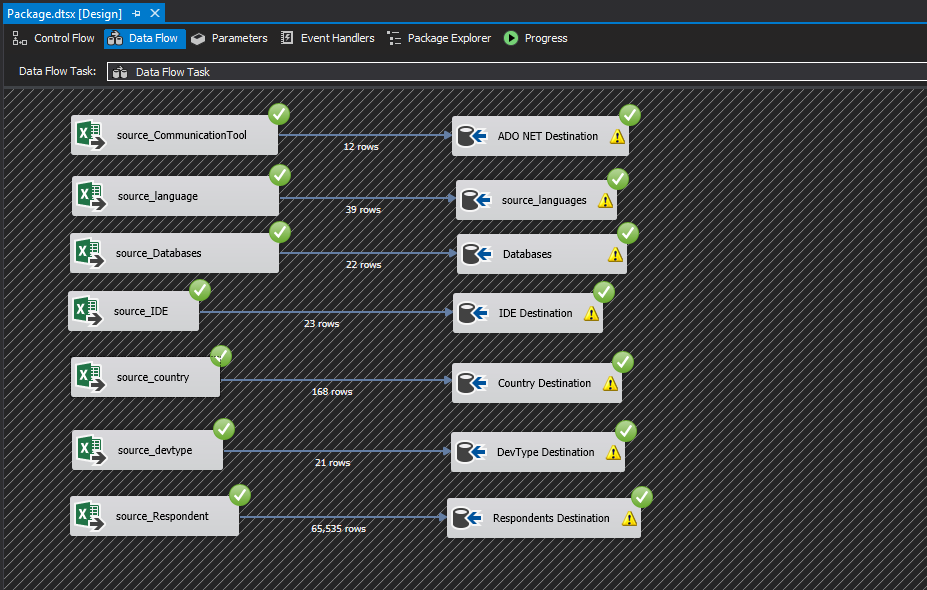 Package.dtsx [Design]
Control Flow
Data Flow
Parameters
Event Handlers
Package Explorer
Progress
Data Flow Task:
Data Flow Task
source_CommunicationTool
12 rows
ADO NET Destination
source_language
39 rows
source_languages
source_Databases
22 rows
Databases
source_IDE
23 rows
IDE Destination
source_country
168 rows
Country Destination
source_devtype
21 rows
DevType Destination
source_Respondent
65,535 rows
Respondents Destination